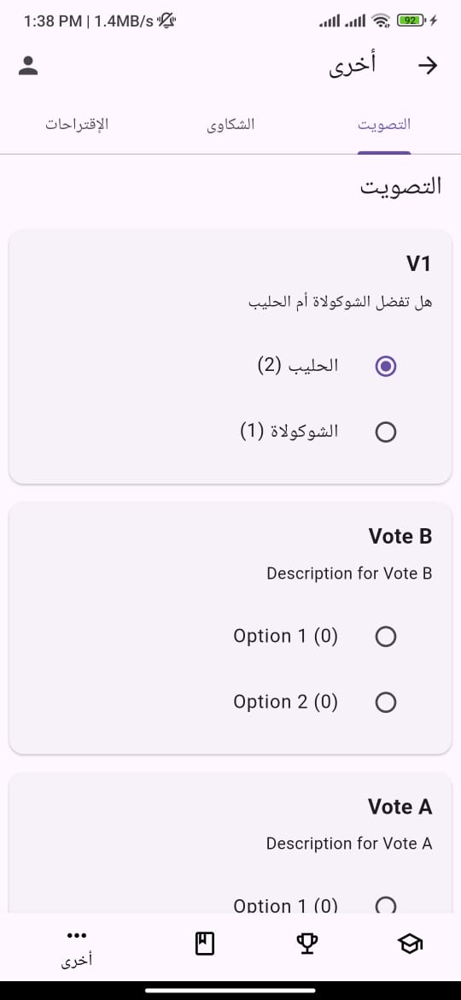 1:38 PM | 1.4MB/s
92
أخرى
التصويت
الشكاوى
الإقتراحات
التصويت
V1
هل تفضل الشوكولاة أم الحليب
الحليب (2)
الشوكولاة (1)
Vote B
Description for Vote B
Option 1 (0)
Option 2 (0)
Vote A
Description for Vote A
Option 1 (0)
أخرى